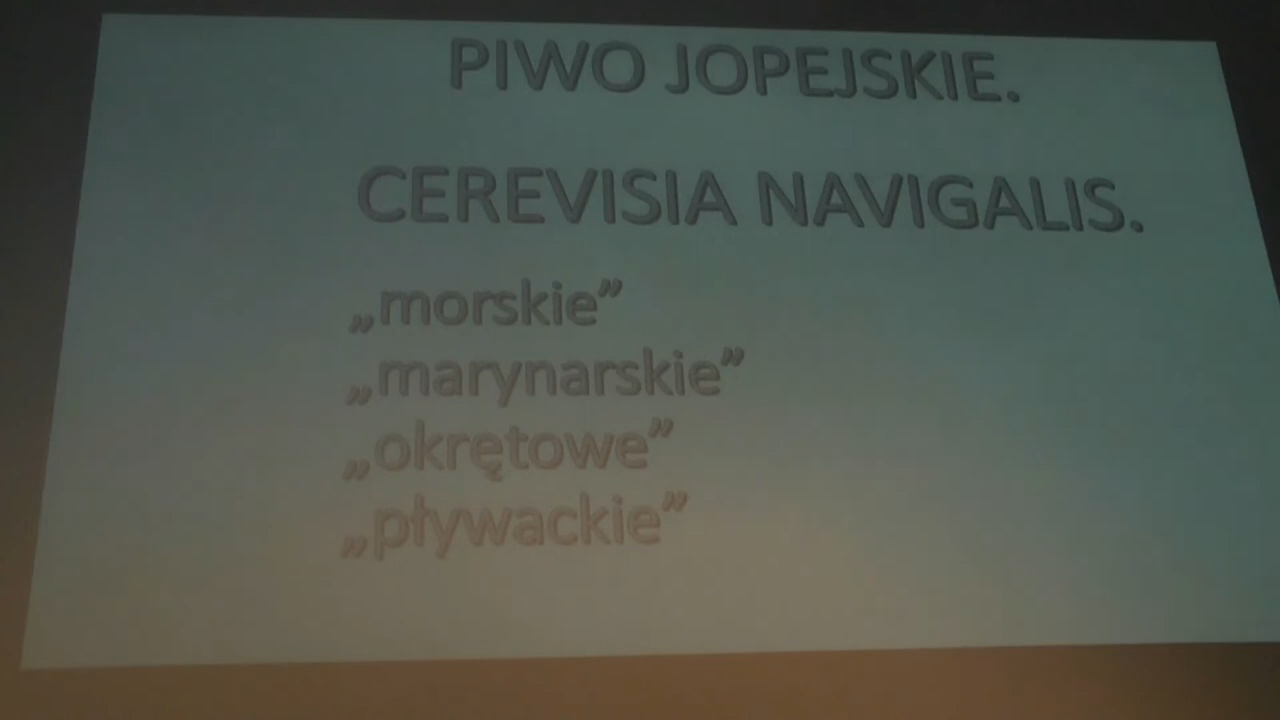 PIWO JOPEJSKIE.
CEREVISIA NAVIGALIS.
„morskie”
„marynarskie”
„okrętowe”
„pływackie”